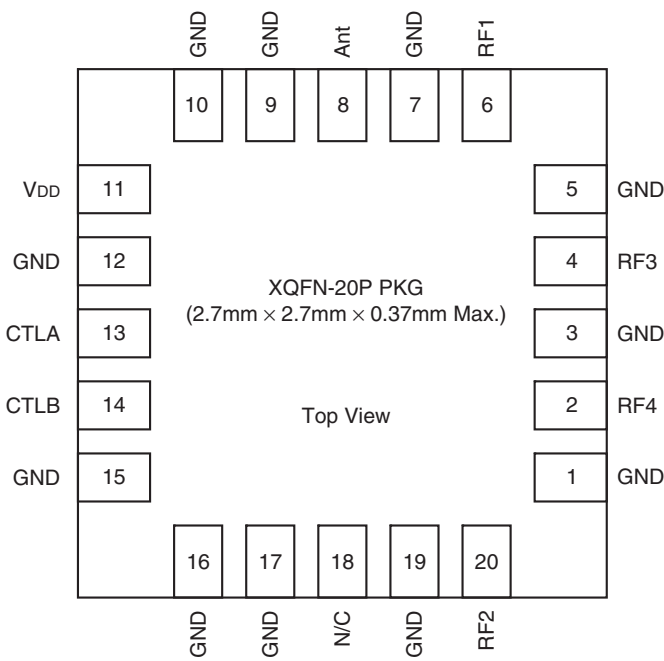 GND GND Ant GND RF1
10 9 8 7 6
VDD 11 5 GND
GND 12 4 RF3
XQFN-20P PKG
(2.7mm × 2.7mm × 0.37mm Max.)
CTLA 13 3 GND
CTLB 14 2 RF4
Top View
GND 15 1 GND
16 17 18 19 20
GND GND N/C GND RF2